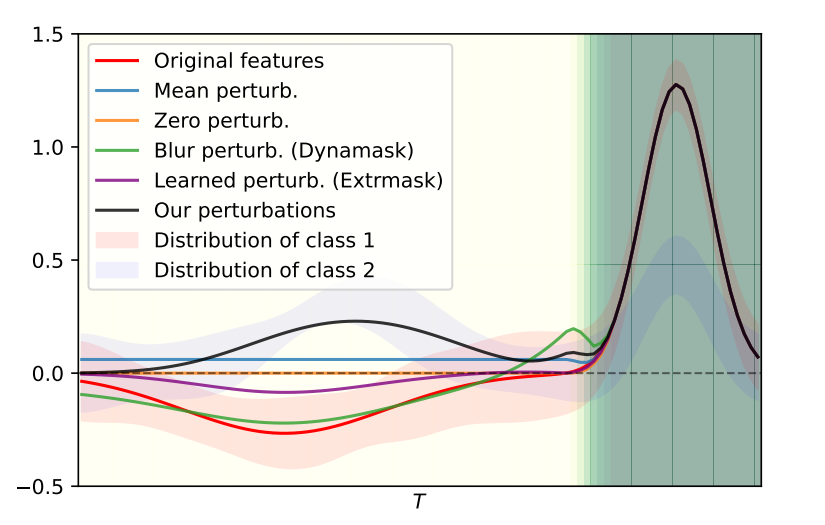 1.5
1.0
0.5
0.0
−0.5
Original features
Mean perturb.
Zero perturb.
Blur perturb. (Dynamask)
Learned perturb. (Extrmask)
Our perturbations
Distribution of class 1
Distribution of class 2
T